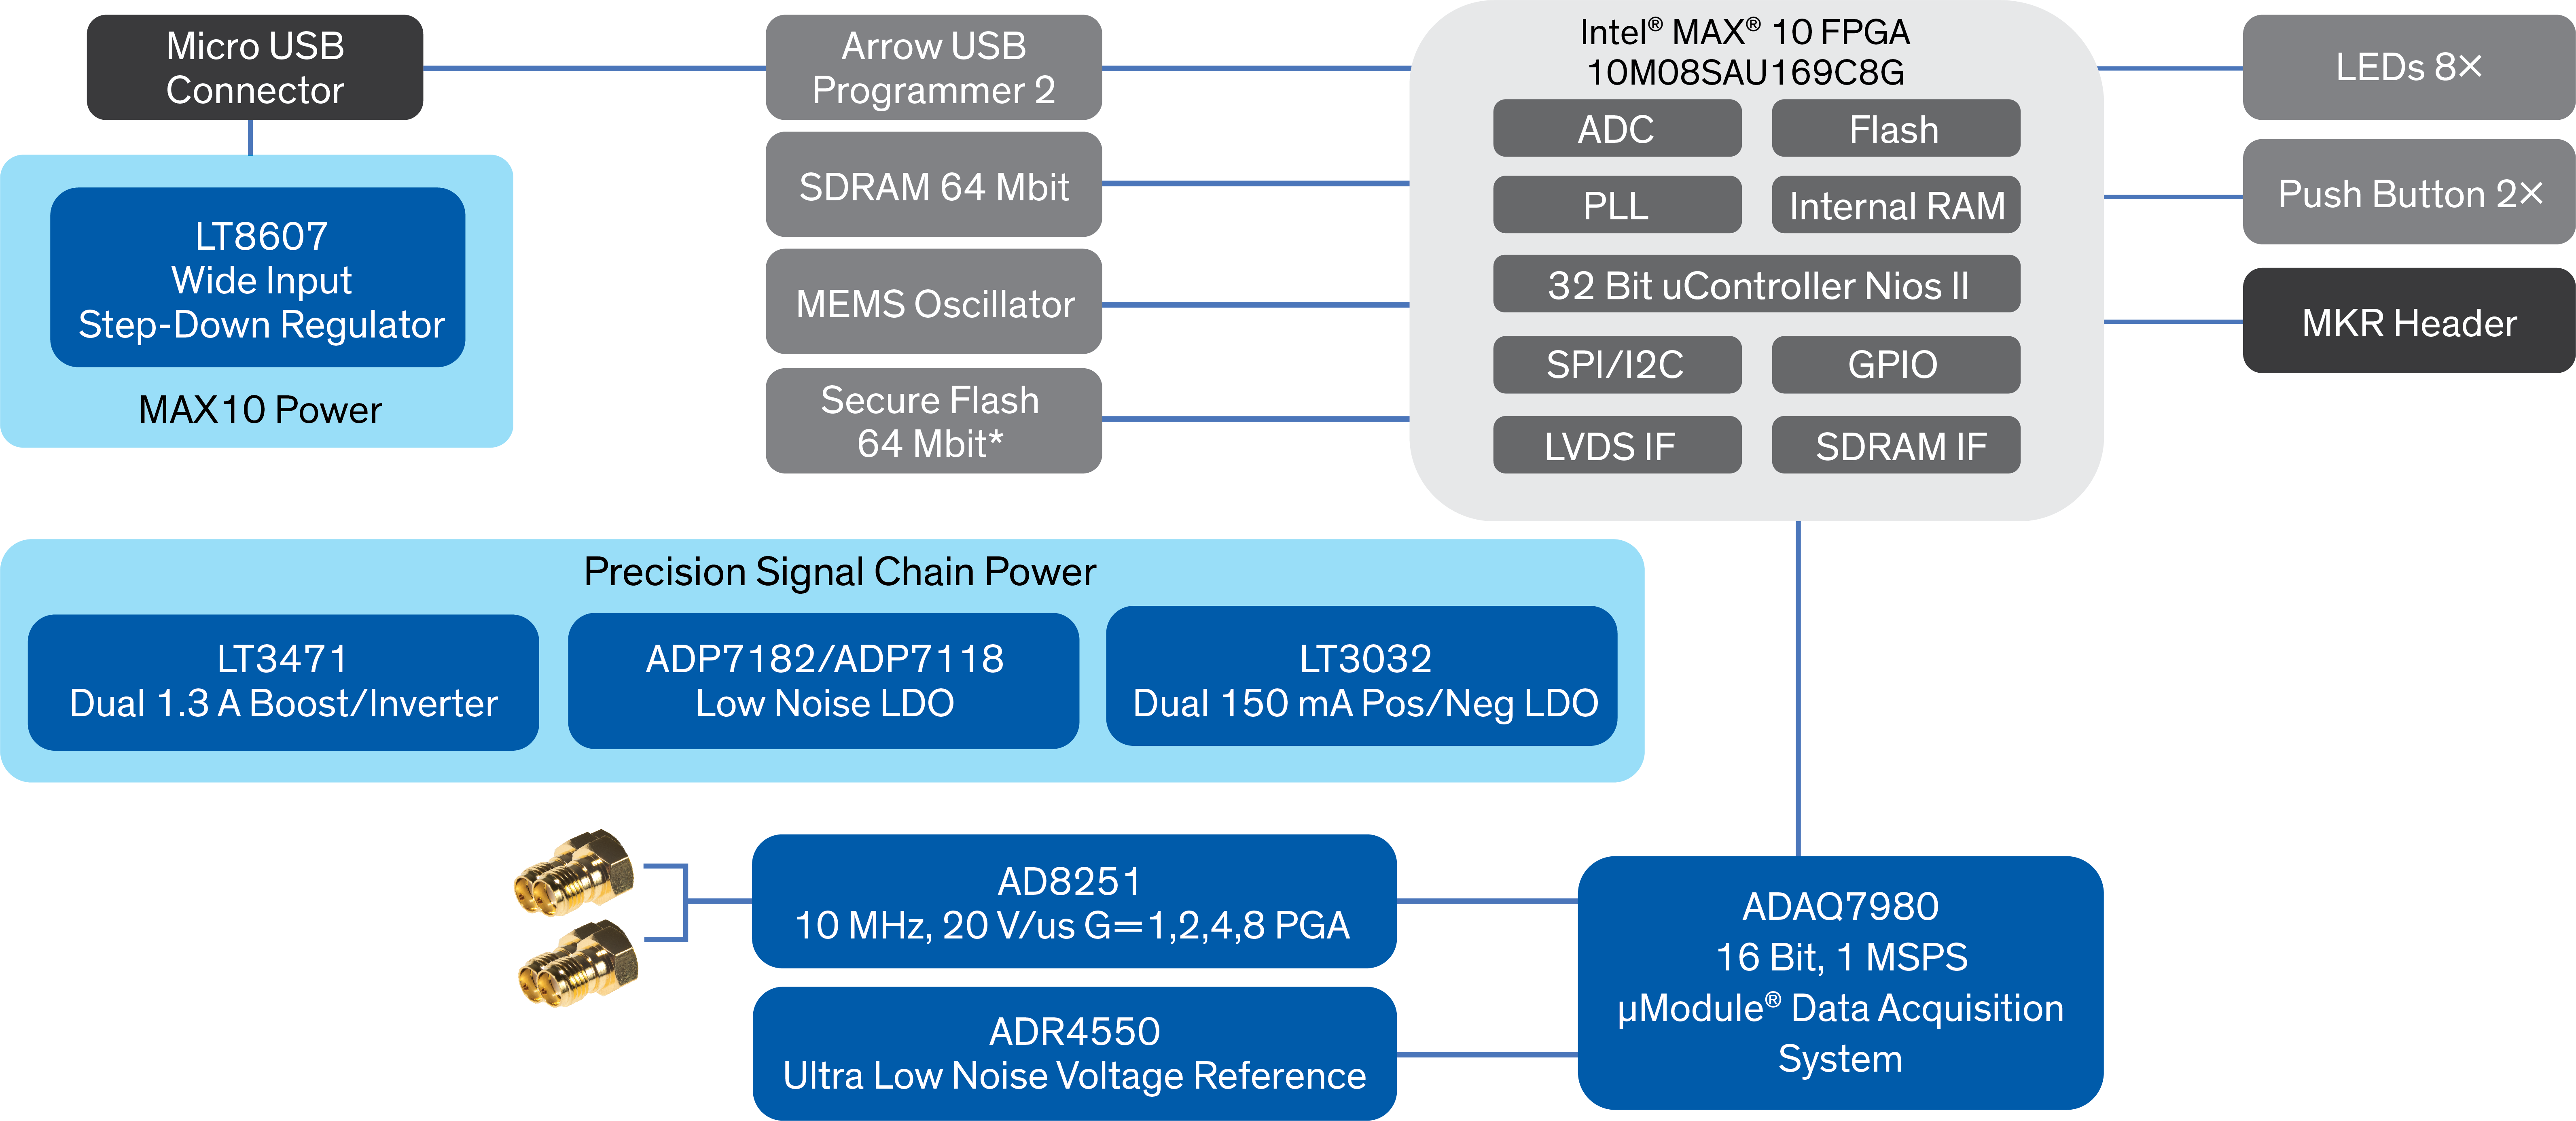 Micro USB
Connector
LT8607
Wide Input
Step-Down Regulator
MAX10 Power
Arrow USB
Programmer 2
SDRAM 64 Mbit
MEMS Oscillator
Secure Flash
64 Mbit*
Intel® MAX® 10 FPGA
10M08SAU169C8G
ADC
Flash
PLL
Internal RAM
32 Bit uController Nios II
SPI/I2C
GPIO
LVDS IF
SDRAM IF
LEDs 8×
Push Button 2×
MKR Header
Precision Signal Chain Power
LT3471
Dual 1.3 A Boost/Inverter
ADP7182/ADP7118
Low Noise LDO
LT3032
Dual 150 mA Pos/Neg LDO
AD8251
10 MHz, 20 V/us G=1,2,4,8 PGA
ADR4550
Ultra Low Noise Voltage Reference
ADAQ7980
16 Bit, 1 MSPS
µModule® Data Acquisition
System